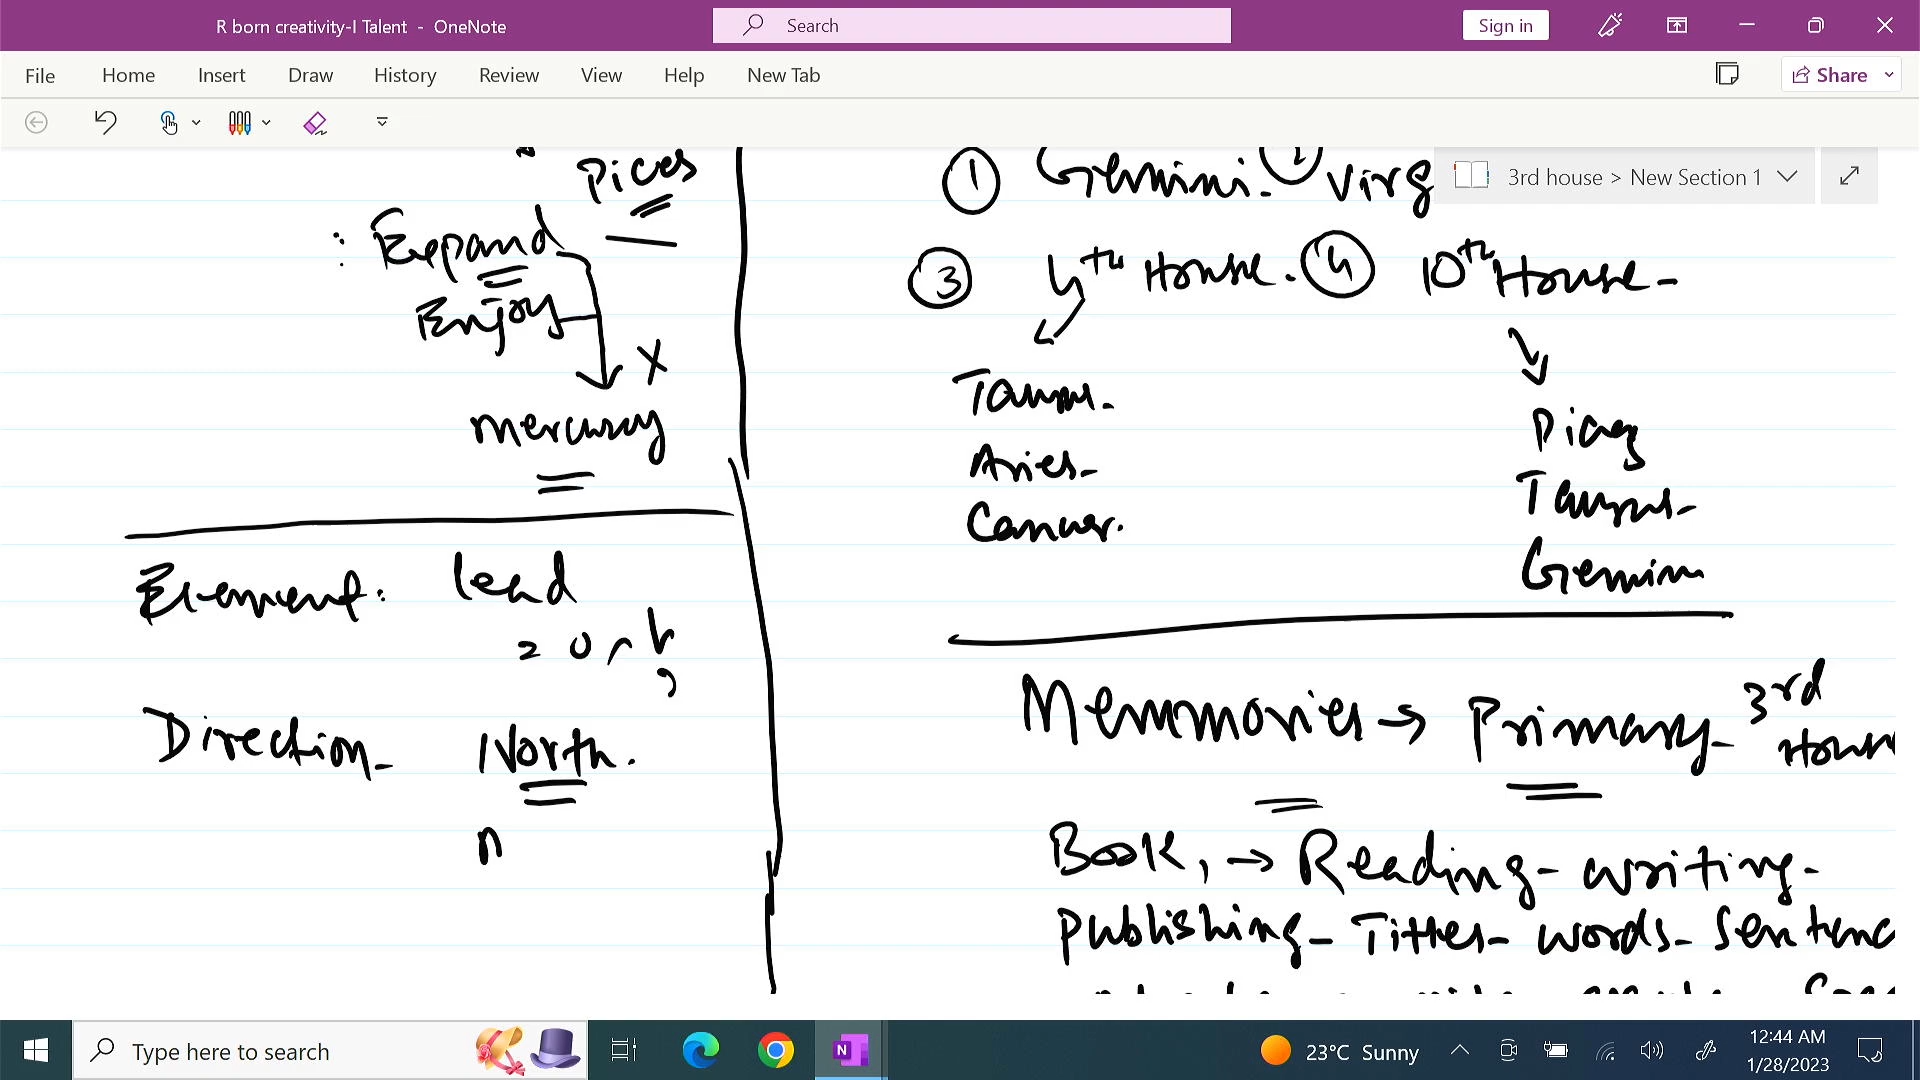 R born creativity-I Talent - OneNote
Search
Sign in
File Home Insert Draw History Review View Help New Tab
Share
3rd house > New Section 1
Pices
: Expand
Enjoy
X
mercury
Element: lead
Direction- North.
n
① Gemini- ② Virg
③ 4th House. ④ 10th House-
Taurus.
Aries-
Cancer.
Pices
Taurus-
Gemini
Memmories → Primary- 3rd House
Book, → Reading- writing-
Publishing- Titles- words- Sentenc
Type here to search
23°C Sunny
12:44 AM
1/28/2023